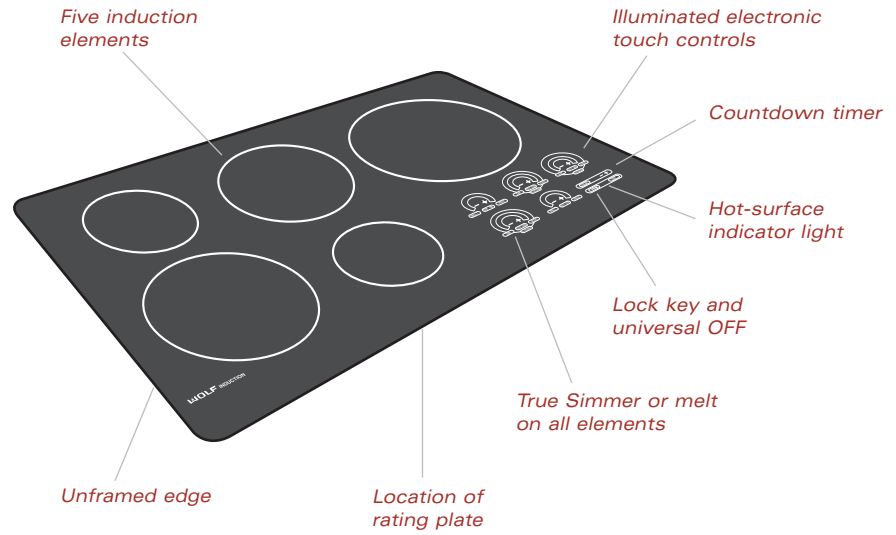 Five induction
elements
Illuminated electronic
touch controls
Countdown timer
Hot-surface
indicator light
Lock key and
universal OFF
True Simmer or melt
on all elements
WOLF INDUCTION
Unframed edge
Location of
rating plate